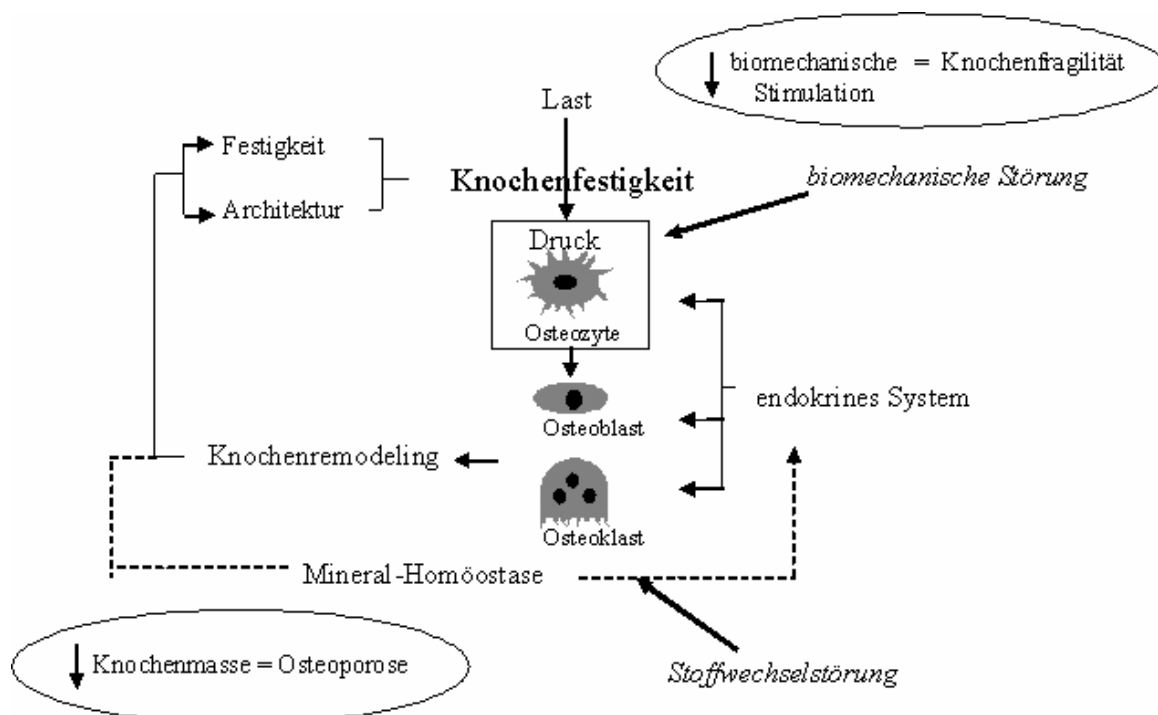 biomechanische = Knochenfragilität
Stimulation
Last
Festigkeit
Knochenfestigkeit
biomechanische Störung
Architektur
Druck
Osteozyte
endokrines System
Osteoblast
Knochenremodeling
Osteoklast
Mineral-Homöostase
Knochenmasse = Osteoporose
Stoffwechselstörung